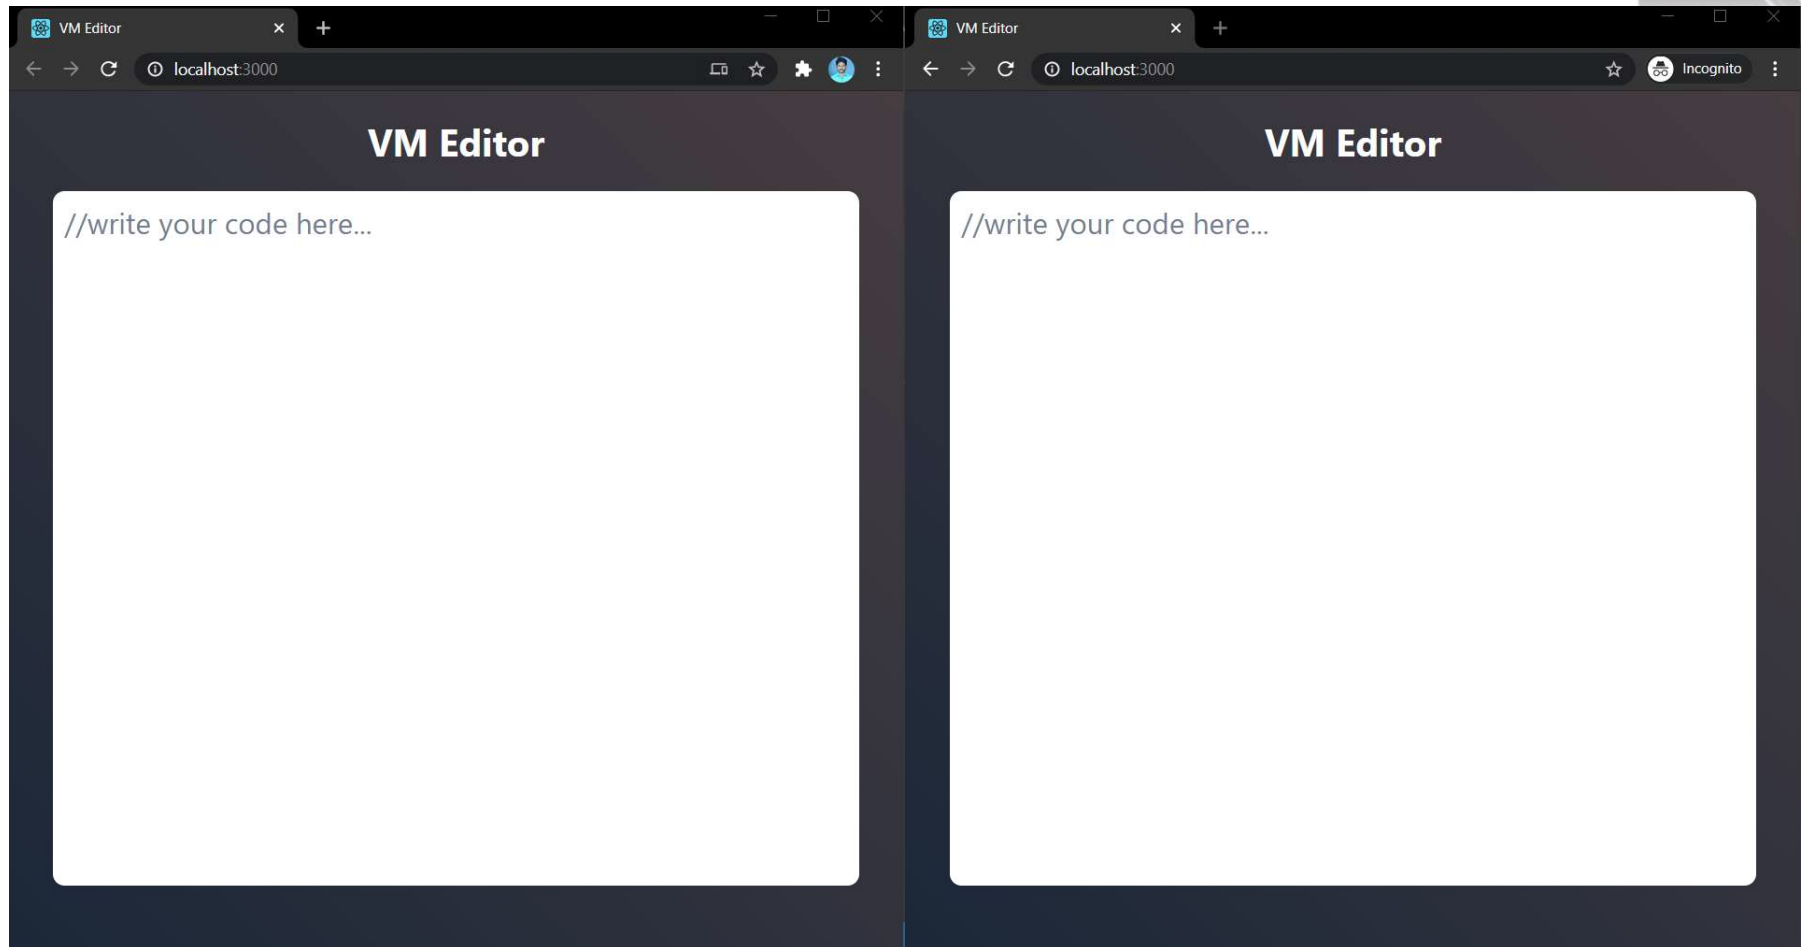 VM Editor
localhost:3000
VM Editor
//write your code here...
VM Editor
localhost:3000
Incognito
VM Editor
//write your code here...